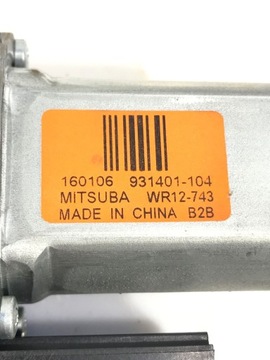 160106 931401-104
MITSUBA WR12-743
MADE IN CHINA B2B